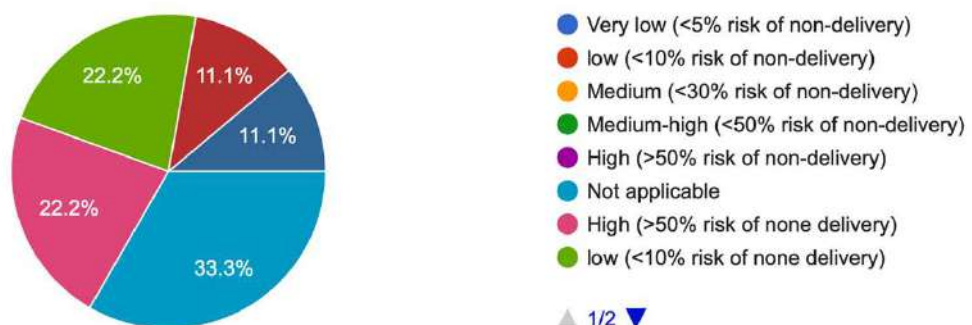 22.2%
11.1%
11.1%
22.2%
33.3%
Very low (<5% risk of non-delivery)
low (<10% risk of non-delivery)
Medium (<30% risk of non-delivery)
Medium-high (<50% risk of non-delivery)
High (>50% risk of non-delivery)
Not applicable
High (>50% risk of none delivery)
low (<10% risk of none delivery)
1/2